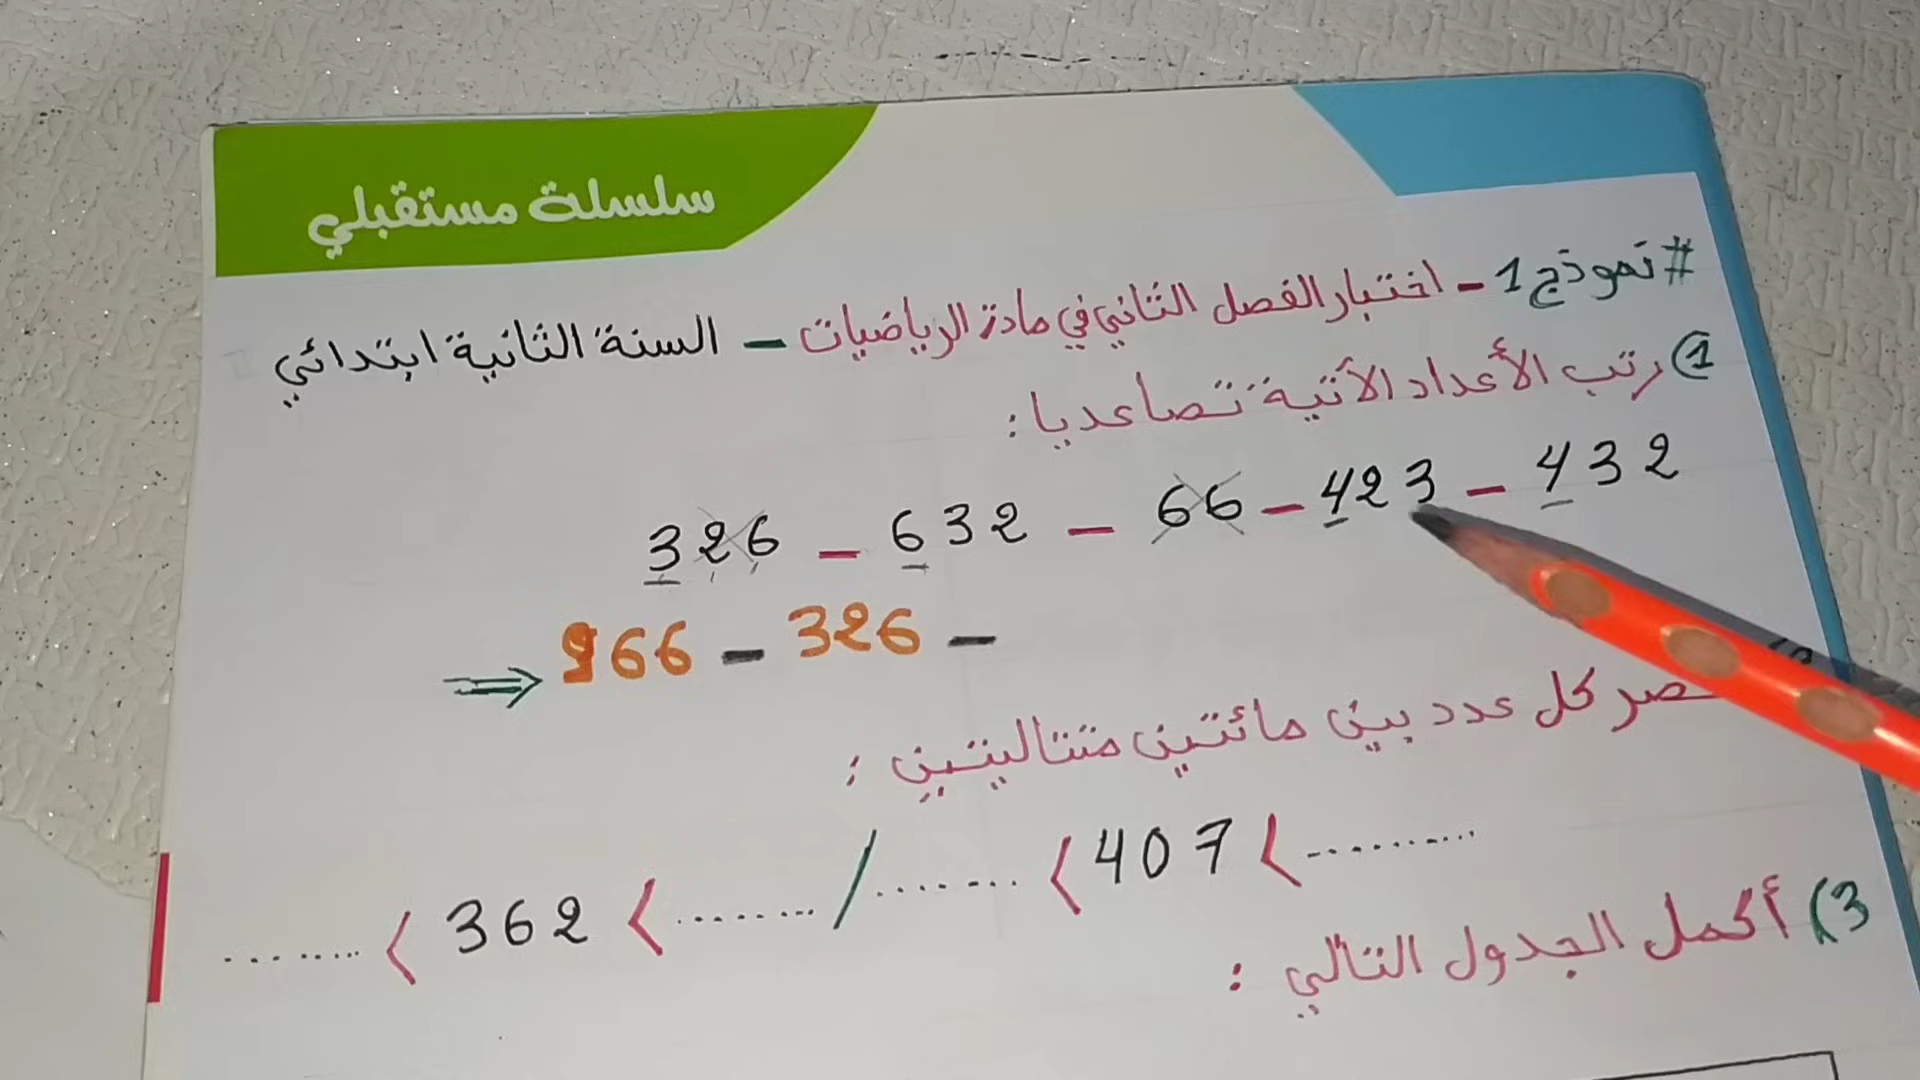 سلسلة مستقبلي
# نموذج 1 - اختبار الفصل الثاني في مادة الرياضيات - السنة الثانية ابتدائي
1) رتب الأعداد الآتية تصاعديا :
326 - 632 - 66 - 423 - 432
66 - 326 -
كل عدد بين مائتين متتاليتين :
........ < 362 < ........ / ........ < 407 < ........
3) أكمل الجدول التالي :